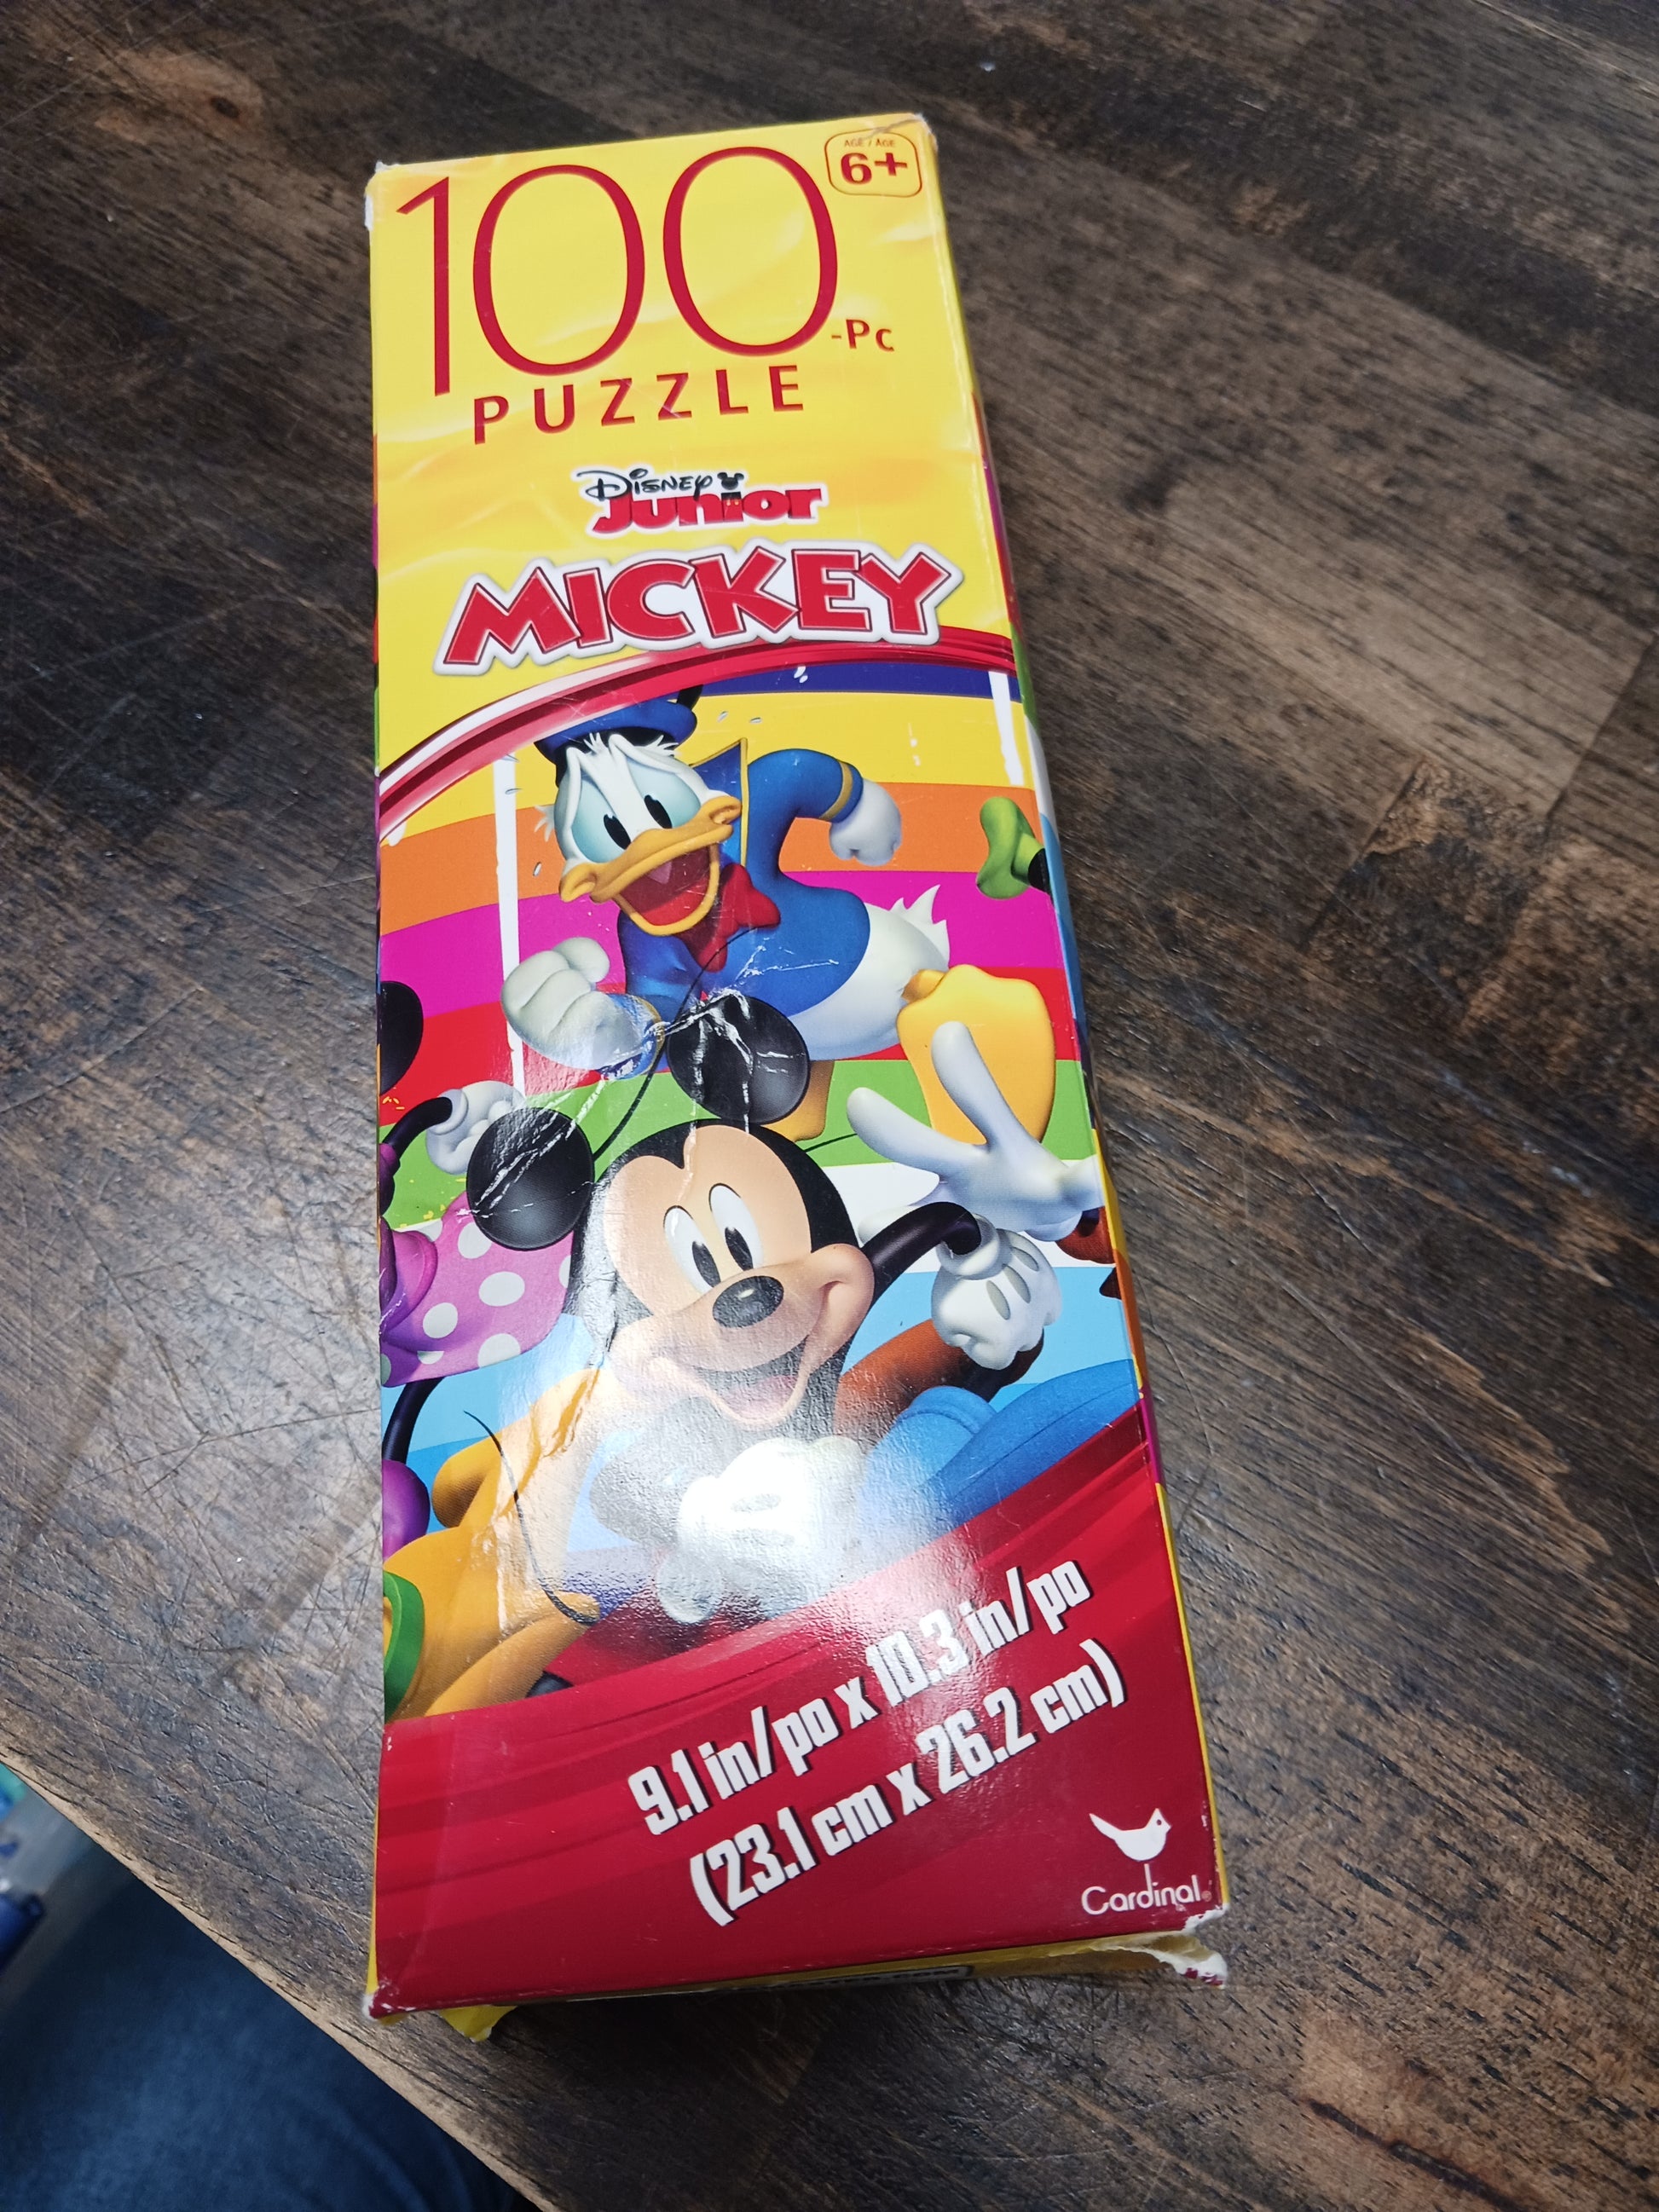 AGE / AGE
6+
100-Pc
PUZZLE
Disney
Junior
MICKEY
9.1 in/po x 10.3 in/po
(23.1 cm x 26.2 cm)
Cardinal®